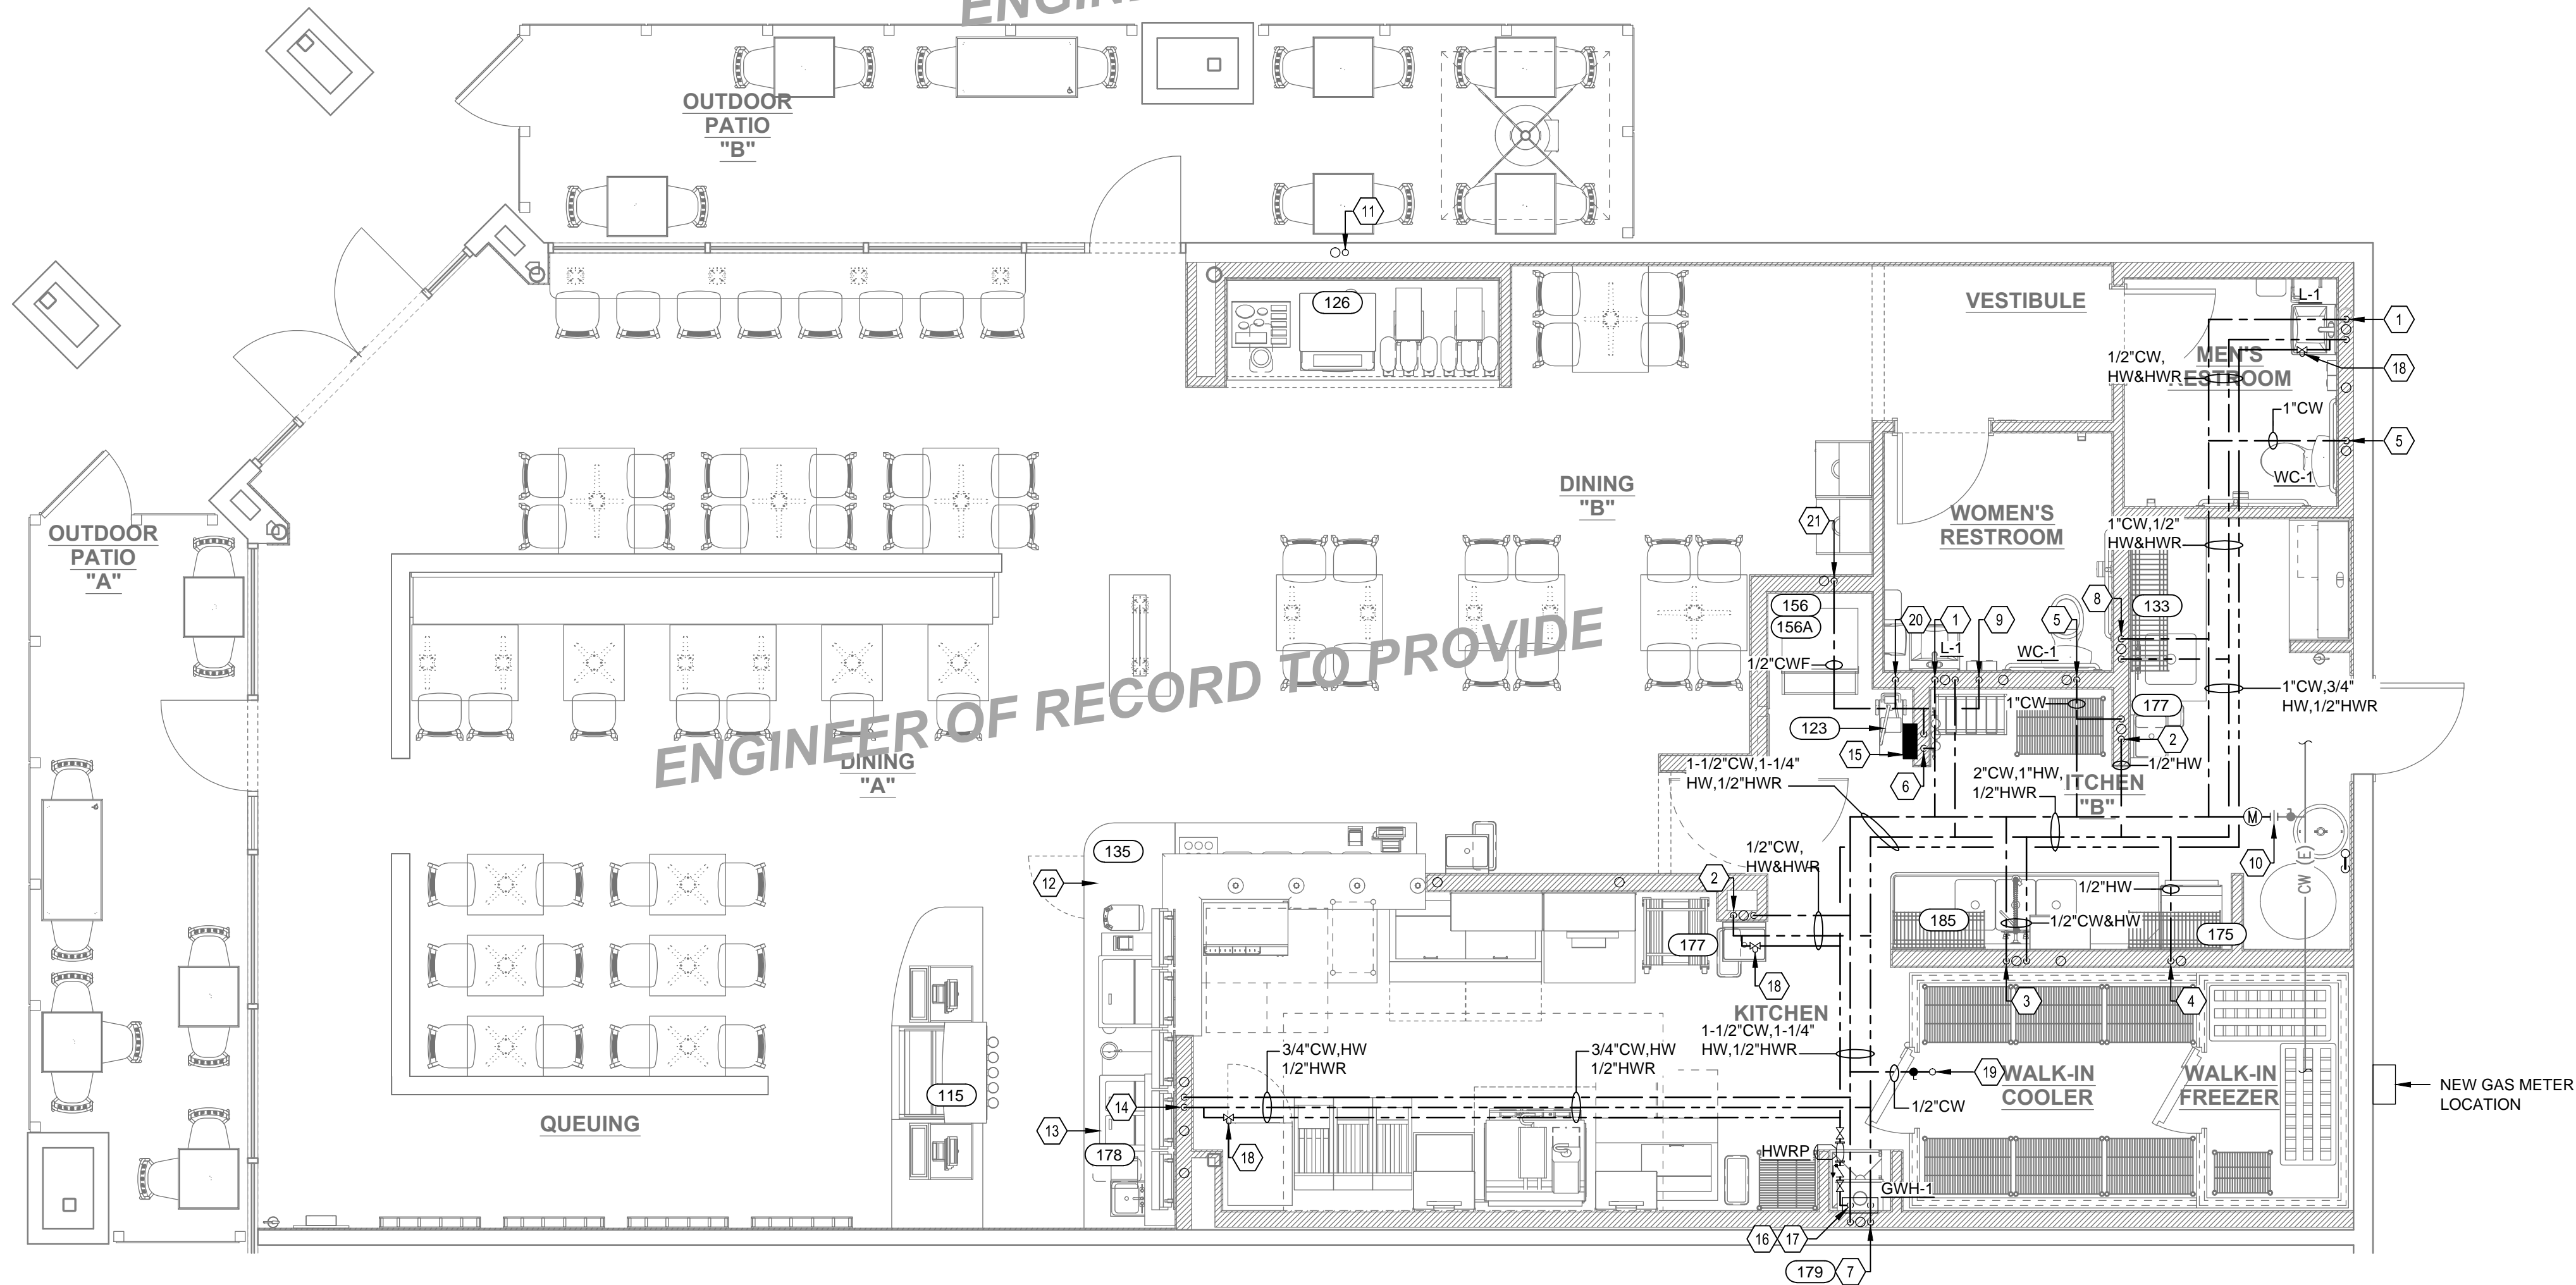 ENGINE
OUTDOOR
PATIO
"B"
11
126
VESTIBULE
L-1
1
1/2"CW,
HW&HWR
MEN'S
RESTROOM
18
1"CW
5
WC-1
OUTDOOR
PATIO
"A"
DINING
"B"
21
WOMEN'S
RESTROOM
1"CW,1/2"
HW&HWR
156
156A
20
1
9
5
8
133
L-1
WC-1
1/2"CWF
ENGINEER OF RECORD TO PROVIDE
1"CW,3/4"
HW,1/2"HWR
1"CW
177
123
15
2
DINING
"A"
1-1/2"CW,1-1/4"
HW,1/2"HWR
6
2"CW,1"HW,
1/2"HWR
1/2"HW
ITCHEN
"B"
M
10
CW (E)
135
12
1/2"CW,
HW&HWR
2
1/2"HW
185
1/2"CW&HW
175
177
18
3
4
KITCHEN
1-1/2"CW,1-1/4"
HW,1/2"HWR
3/4"CW,HW
1/2"HWR
3/4"CW,HW
1/2"HWR
19
WALK-IN
COOLER
WALK-IN
FREEZER
NEW GAS METER
LOCATION
115
14
1/2"CW
QUEUING
13
178
18
HWRP
GWH-1
16
17
179
7